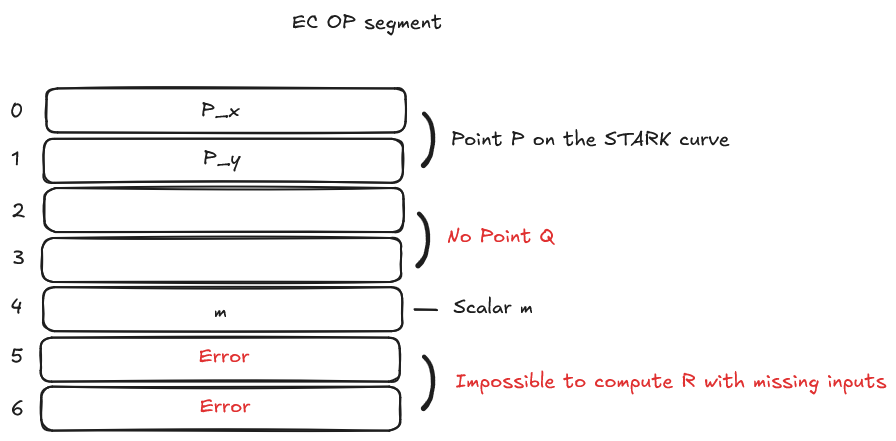 EC OP segment
0 P_x
Point P on the STARK curve
1 P_y
2
No Point Q
3
4 m Scalar m
5 Error
Impossible to compute R with missing inputs
6 Error